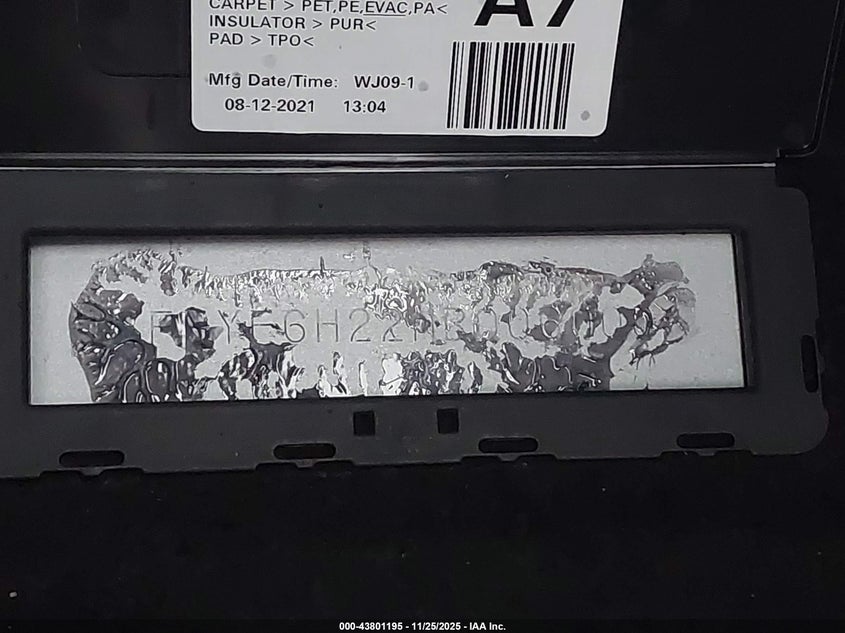 CARPET > PET,PE,EVAC,PA<
INSULATOR > PUR<
PAD > TPO<
A7
Mfg Date/Time: WJ09-1
08-12-2021 13:04
000-43801195 - 11/25/2025 - IAA Inc.